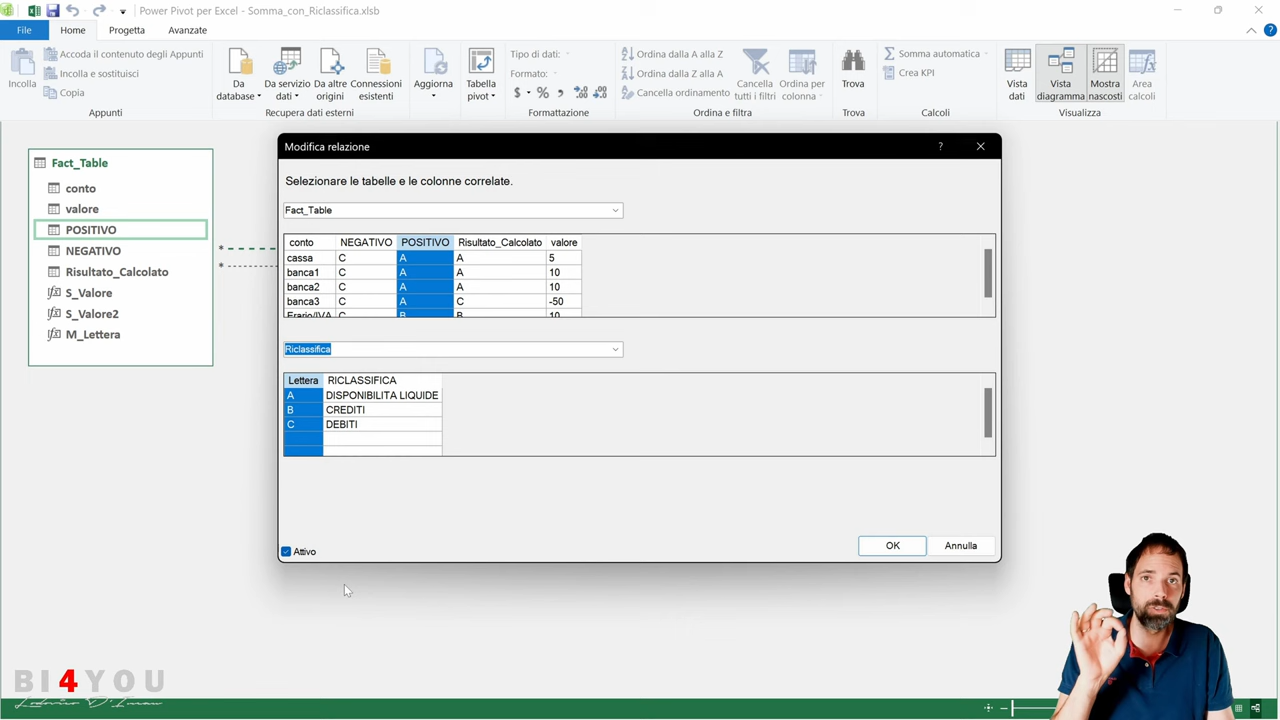 Power Pivot per Excel - Somma_con_Riclassifica.xlsb
File Home Progetta Avanzate
Incolla
Accoda il contenuto degli Appunti
Incolla e sostituisci
Copia
Appunti
Da database
Da servizio dati
Da altre origini
Connessioni esistenti
Recupera dati esterni
Aggiorna
Tabella pivot
Tipo di dati:
Formato:
$ % ,
Formattazione
Ordina dalla A alla Z
Ordina dalla Z alla A
Cancella ordinamento
Cancella tutti i filtri
Ordina per colonna
Ordina e filtra
Trova
Trova
Somma automatica
Crea KPI
Calcoli
Vista dati
Vista diagramma
Mostra nascosti
Area calcoli
Visualizza
Fact_Table
conto
valore
POSITIVO
NEGATIVO
Risultato_Calcolato
S_Valore
S_Valore2
M_Lettera
Modifica relazione
Selezionare le tabelle e le colonne correlate.
Fact_Table
conto NEGATIVO POSITIVO Risultato_Calcolato valore
cassa C A A 5
banca1 C A A 10
banca2 C A A 10
banca3 C A C -50
Erario/IVA C B B 10
Riclassifica
Lettera RICLASSIFICA
A DISPONIBILITA LIQUIDE
B CREDITI
C DEBITI
Attivo
OK Annulla
BI4YOU